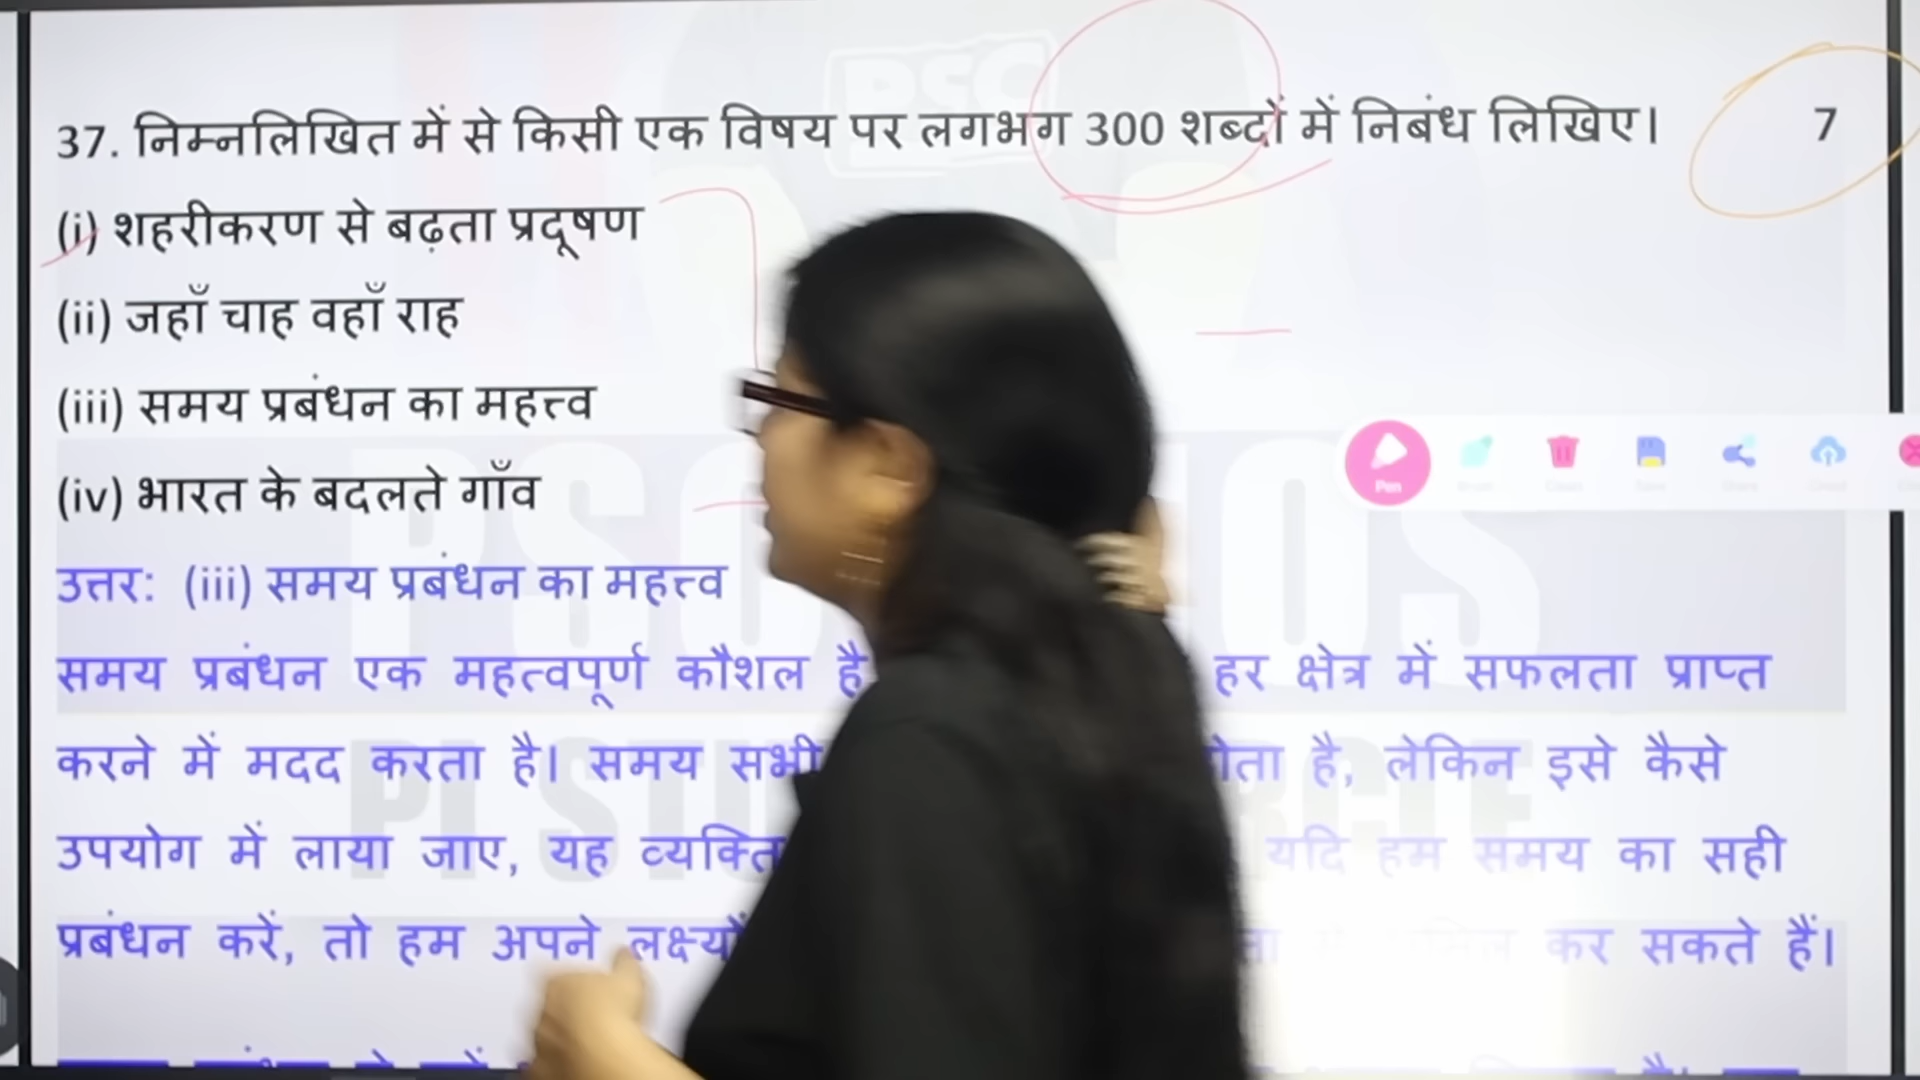 37. निम्नलिखित में से किसी एक विषय पर लगभग 300 शब्दों में निबंध लिखिए। 7
(i) शहरीकरण से बढ़ता प्रदूषण
(ii) जहाँ चाह वहाँ राह
(iii) समय प्रबंधन का महत्त्व
(iv) भारत के बदलते गाँव
Pen
उत्तर: (iii) समय प्रबंधन का महत्त्व
समय प्रबंधन एक महत्वपूर्ण कौशल है हर क्षेत्र में सफलता प्राप्त
करने में मदद करता है। समय सभी है, लेकिन इसे कैसे
उपयोग में लाया जाए, यह यदि हम समय का सही
प्रबंधन करें, तो हम अपने कर सकते हैं।